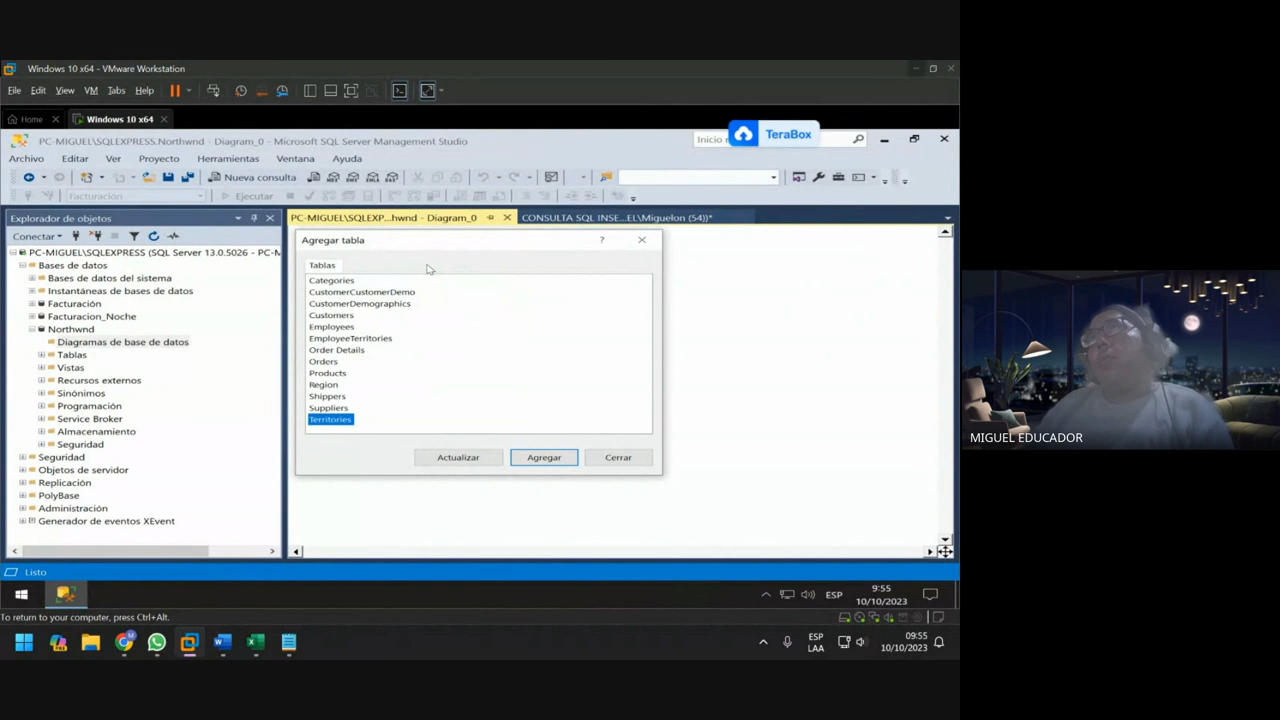 Windows 10 x64 - VMware Workstation
File Edit View VM Tabs Help
Home Windows 10 x64
PC-MIGUEL\SQLEXPRESS.Northwnd - Diagram_0 - Microsoft SQL Server Management Studio
Inicio
TeraBox
Archivo Editar Ver Proyecto Herramientas Ventana Ayuda
Nueva consulta
Facturación Ejecutar
Explorador de objetos
PC-MIGUEL\SQLEXP...hwnd - Diagram_0 CONSULTA SQL INSE...EL\Miguelon (54))*
Conectar
PC-MIGUEL\SQLEXPRESS (SQL Server 13.0.5026 - PC-M
Bases de datos
Bases de datos del sistema
Instantáneas de bases de datos
Facturación
Facturacion_Noche
Northwnd
Diagramas de base de datos
Tablas
Vistas
Recursos externos
Sinónimos
Programación
Service Broker
Almacenamiento
Seguridad
Seguridad
Objetos de servidor
Replicación
PolyBase
Administración
Generador de eventos XEvent
Agregar tabla ?
Tablas
Categories
CustomerCustomerDemo
CustomerDemographics
Customers
Employees
EmployeeTerritories
Order Details
Orders
Products
Region
Shippers
Suppliers
Territories
Actualizar Agregar Cerrar
MIGUEL EDUCADOR
Listo
ESP
9:55
10/10/2023
To return to your computer, press Ctrl+Alt.
ESP
LAA
09:55
10/10/2023